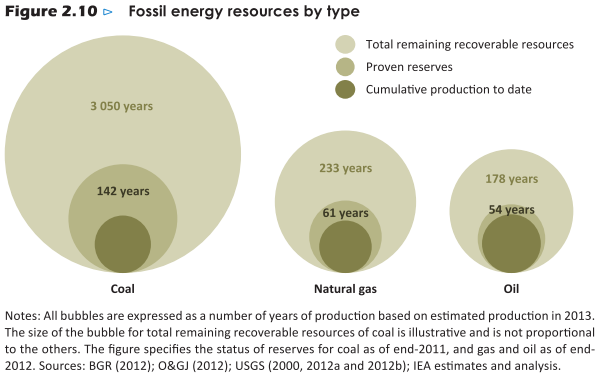 Figure 2.10 ▷ Fossil energy resources by type
Total remaining recoverable resources
Proven reserves
Cumulative production to date
3 050 years
142 years
Coal
233 years
61 years
Natural gas
178 years
54 years
Oil
Notes: All bubbles are expressed as a number of years of production based on estimated production in 2013.
The size of the bubble for total remaining recoverable resources of coal is illustrative and is not proportional
to the others. The figure specifies the status of reserves for coal as of end-2011, and gas and oil as of end-
2012. Sources: BGR (2012); O&GJ (2012); USGS (2000, 2012a and 2012b); IEA estimates and analysis.